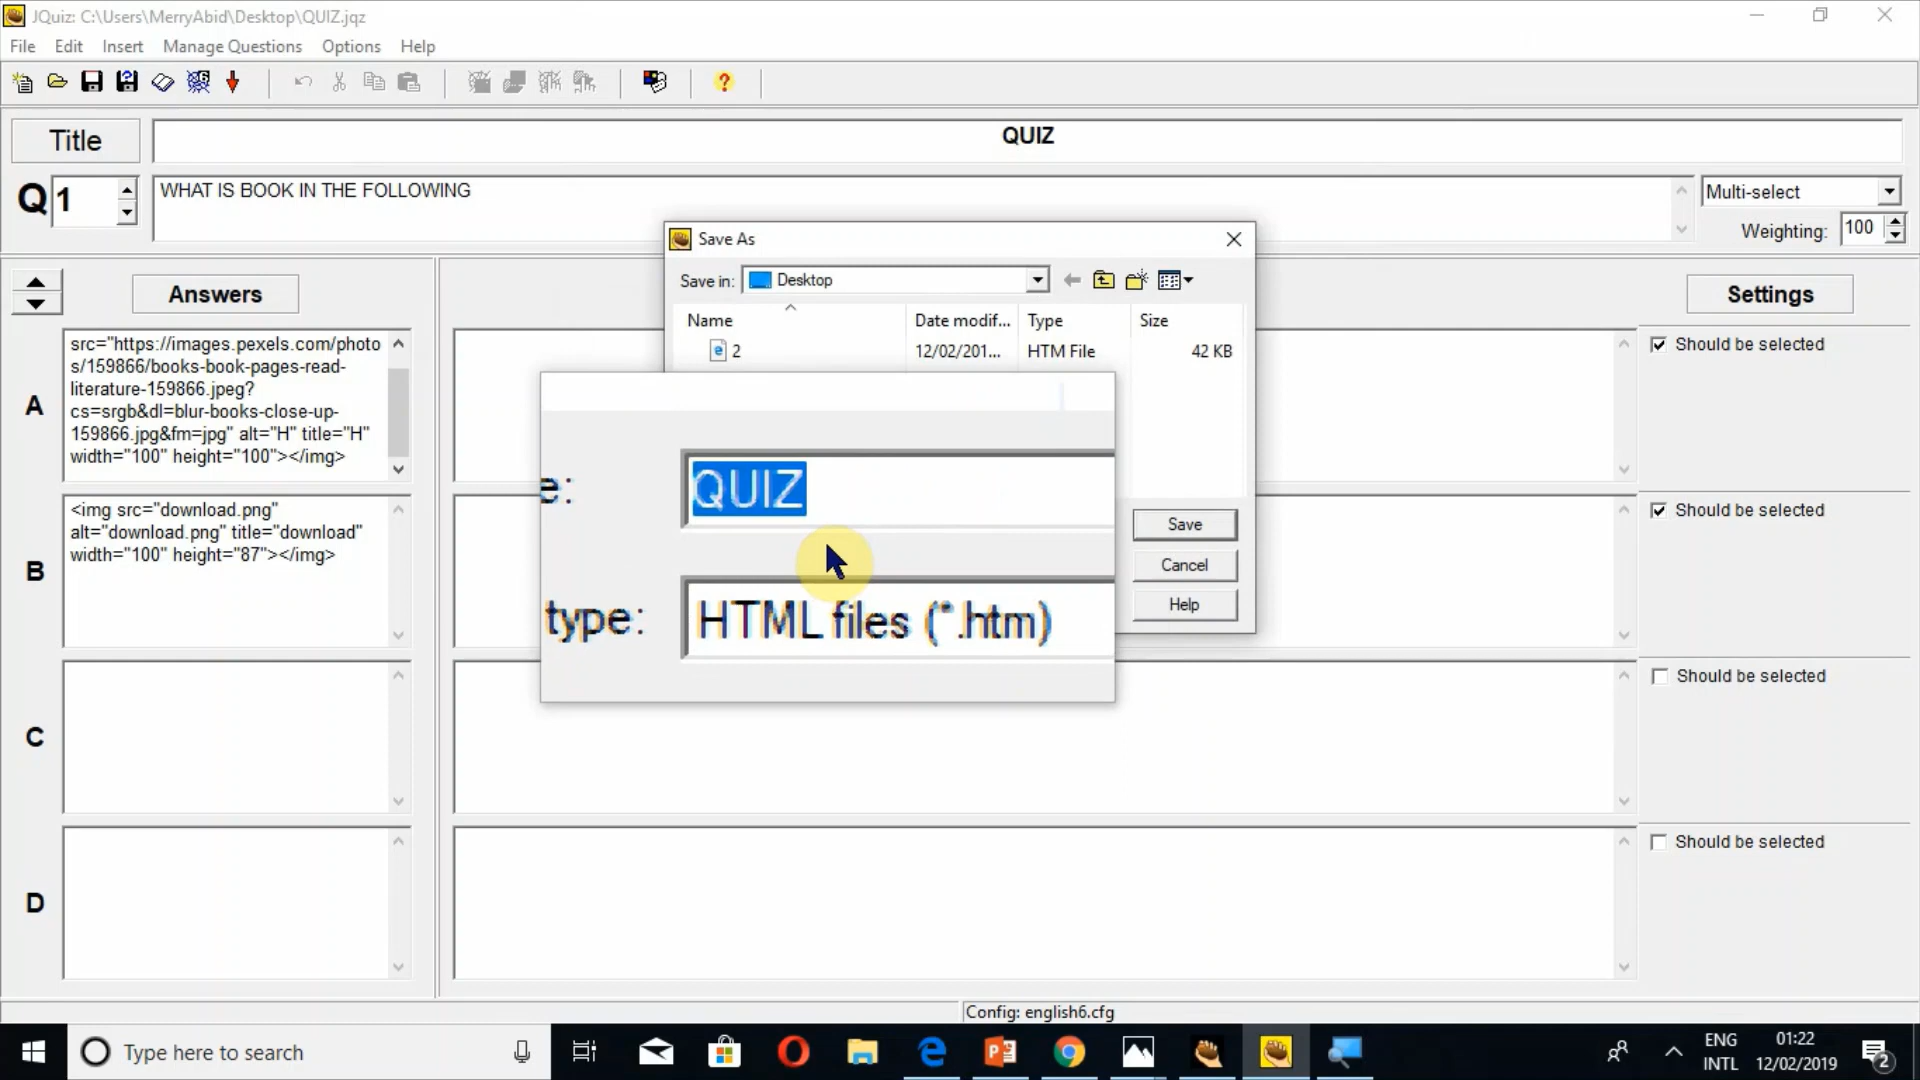 JQuiz: C:\Users\MerryAbid\Desktop\QUIZ.jqz
File Edit Insert Manage Questions Options Help
Title
QUIZ
Q 1
WHAT IS BOOK IN THE FOLLOWING
Multi-select
Weighting: 100
Save As
Save in: Desktop
Name Date modif... Type Size
2 12/02/201... HTM File 42 KB
e: QUIZ
type: HTML files (*.htm)
Save
Cancel
Help
Answers
Settings
A
src="https://images.pexels.com/photo
s/159866/books-book-pages-read-
literature-159866.jpeg?
cs=srgb&dl=blur-books-close-up-
159866.jpg&fm=jpg" alt="H" title="H"
width="100" height="100"></img>
Should be selected
B
<img src="download.png"
alt="download.png" title="download"
width="100" height="87"></img>
Should be selected
C
Should be selected
D
Should be selected
Config: english6.cfg
Type here to search
ENG
INTL
01:22
12/02/2019
2